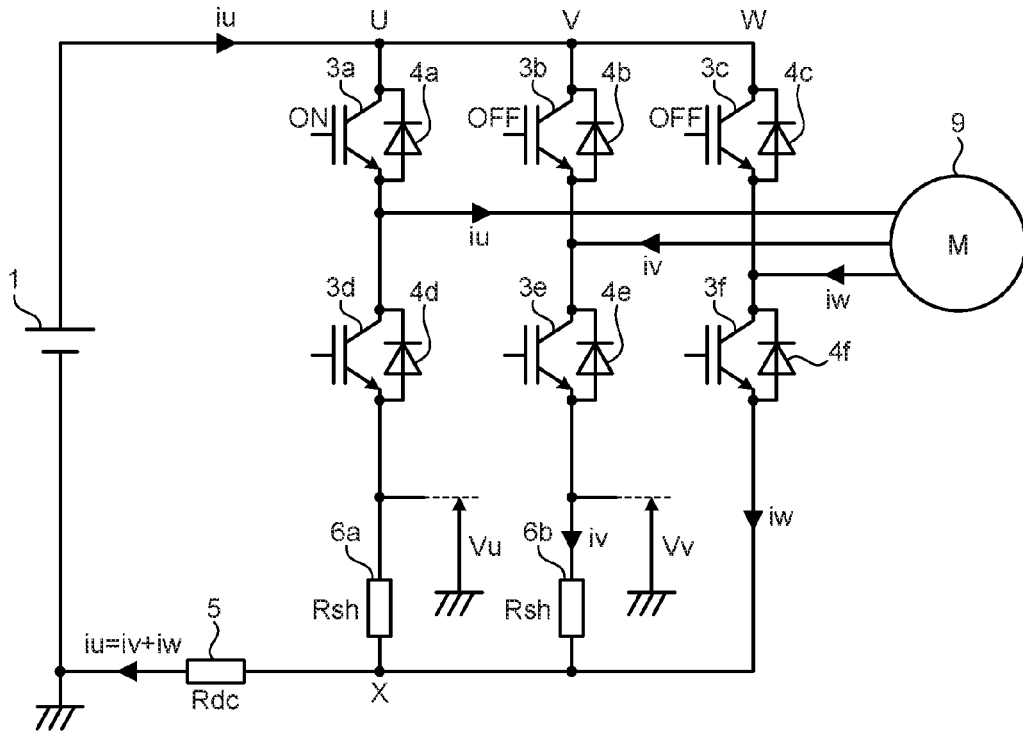 iu U V W
3a 4a 3b 4b 3c 4c
ON OFF OFF 9
M
iu iv iw
1 3d 4d 3e 4e 3f 4f
6a Vu 6b iv Vv iw
Rsh Rsh
5
iu=iv+iw
Rdc X